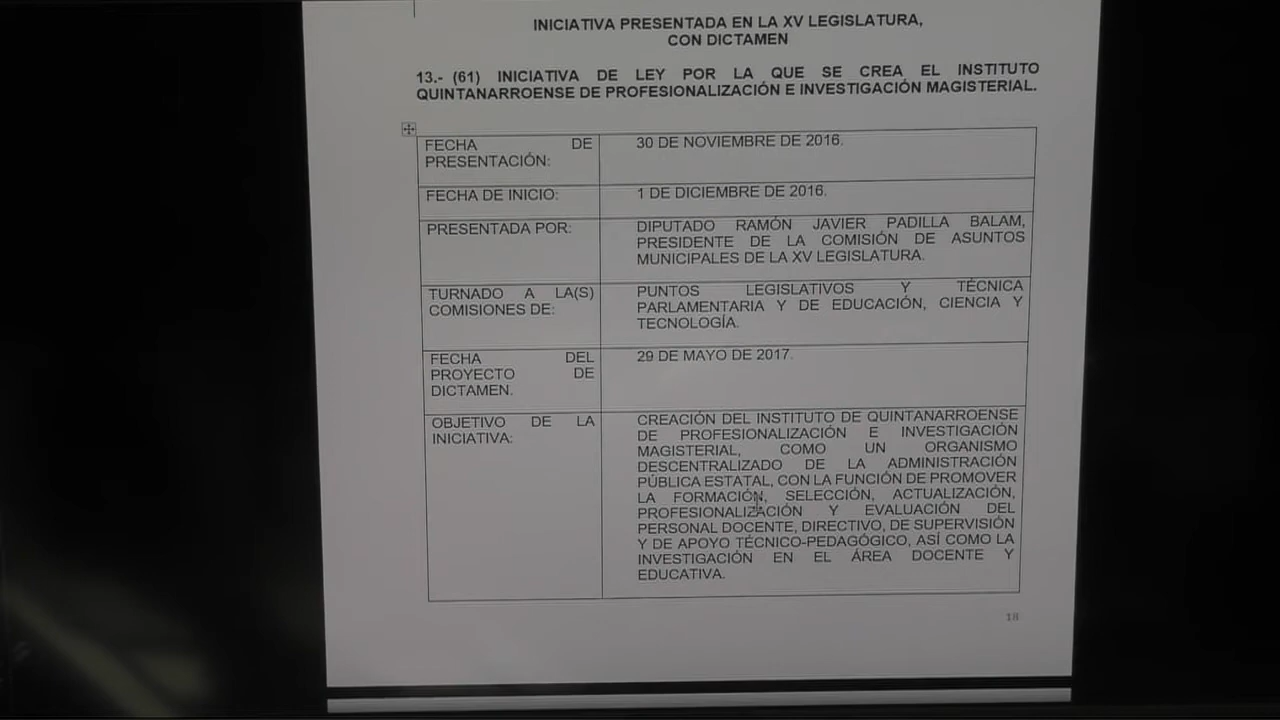 INICIATIVA PRESENTADA EN LA XV LEGISLATURA,
CON DICTAMEN
13.- (61) INICIATIVA DE LEY POR LA QUE SE CREA EL INSTITUTO
QUINTANARROENSE DE PROFESIONALIZACIÓN E INVESTIGACIÓN MAGISTERIAL.
FECHA DE
PRESENTACIÓN:
30 DE NOVIEMBRE DE 2016.
FECHA DE INICIO:
1 DE DICIEMBRE DE 2016.
PRESENTADA POR:
DIPUTADO RAMÓN JAVIER PADILLA BALAM,
PRESIDENTE DE LA COMISIÓN DE ASUNTOS
MUNICIPALES DE LA XV LEGISLATURA.
TURNADO A LA(S)
COMISIONES DE:
PUNTOS LEGISLATIVOS Y TÉCNICA
PARLAMENTARIA Y DE EDUCACIÓN, CIENCIA Y
TECNOLOGÍA.
FECHA DEL
PROYECTO DE
DICTAMEN.
29 DE MAYO DE 2017.
OBJETIVO DE LA
INICIATIVA:
CREACIÓN DEL INSTITUTO DE QUINTANARROENSE
DE PROFESIONALIZACIÓN E INVESTIGACIÓN
MAGISTERIAL, COMO UN ORGANISMO
DESCENTRALIZADO DE LA ADMINISTRACIÓN
PÚBLICA ESTATAL, CON LA FUNCIÓN DE PROMOVER
LA FORMACIÓN, SELECCIÓN, ACTUALIZACIÓN,
PROFESIONALIZACIÓN Y EVALUACIÓN DEL
PERSONAL DOCENTE, DIRECTIVO, DE SUPERVISIÓN
Y DE APOYO TÉCNICO-PEDAGÓGICO, ASÍ COMO LA
INVESTIGACIÓN EN EL ÁREA DOCENTE Y
EDUCATIVA.
18